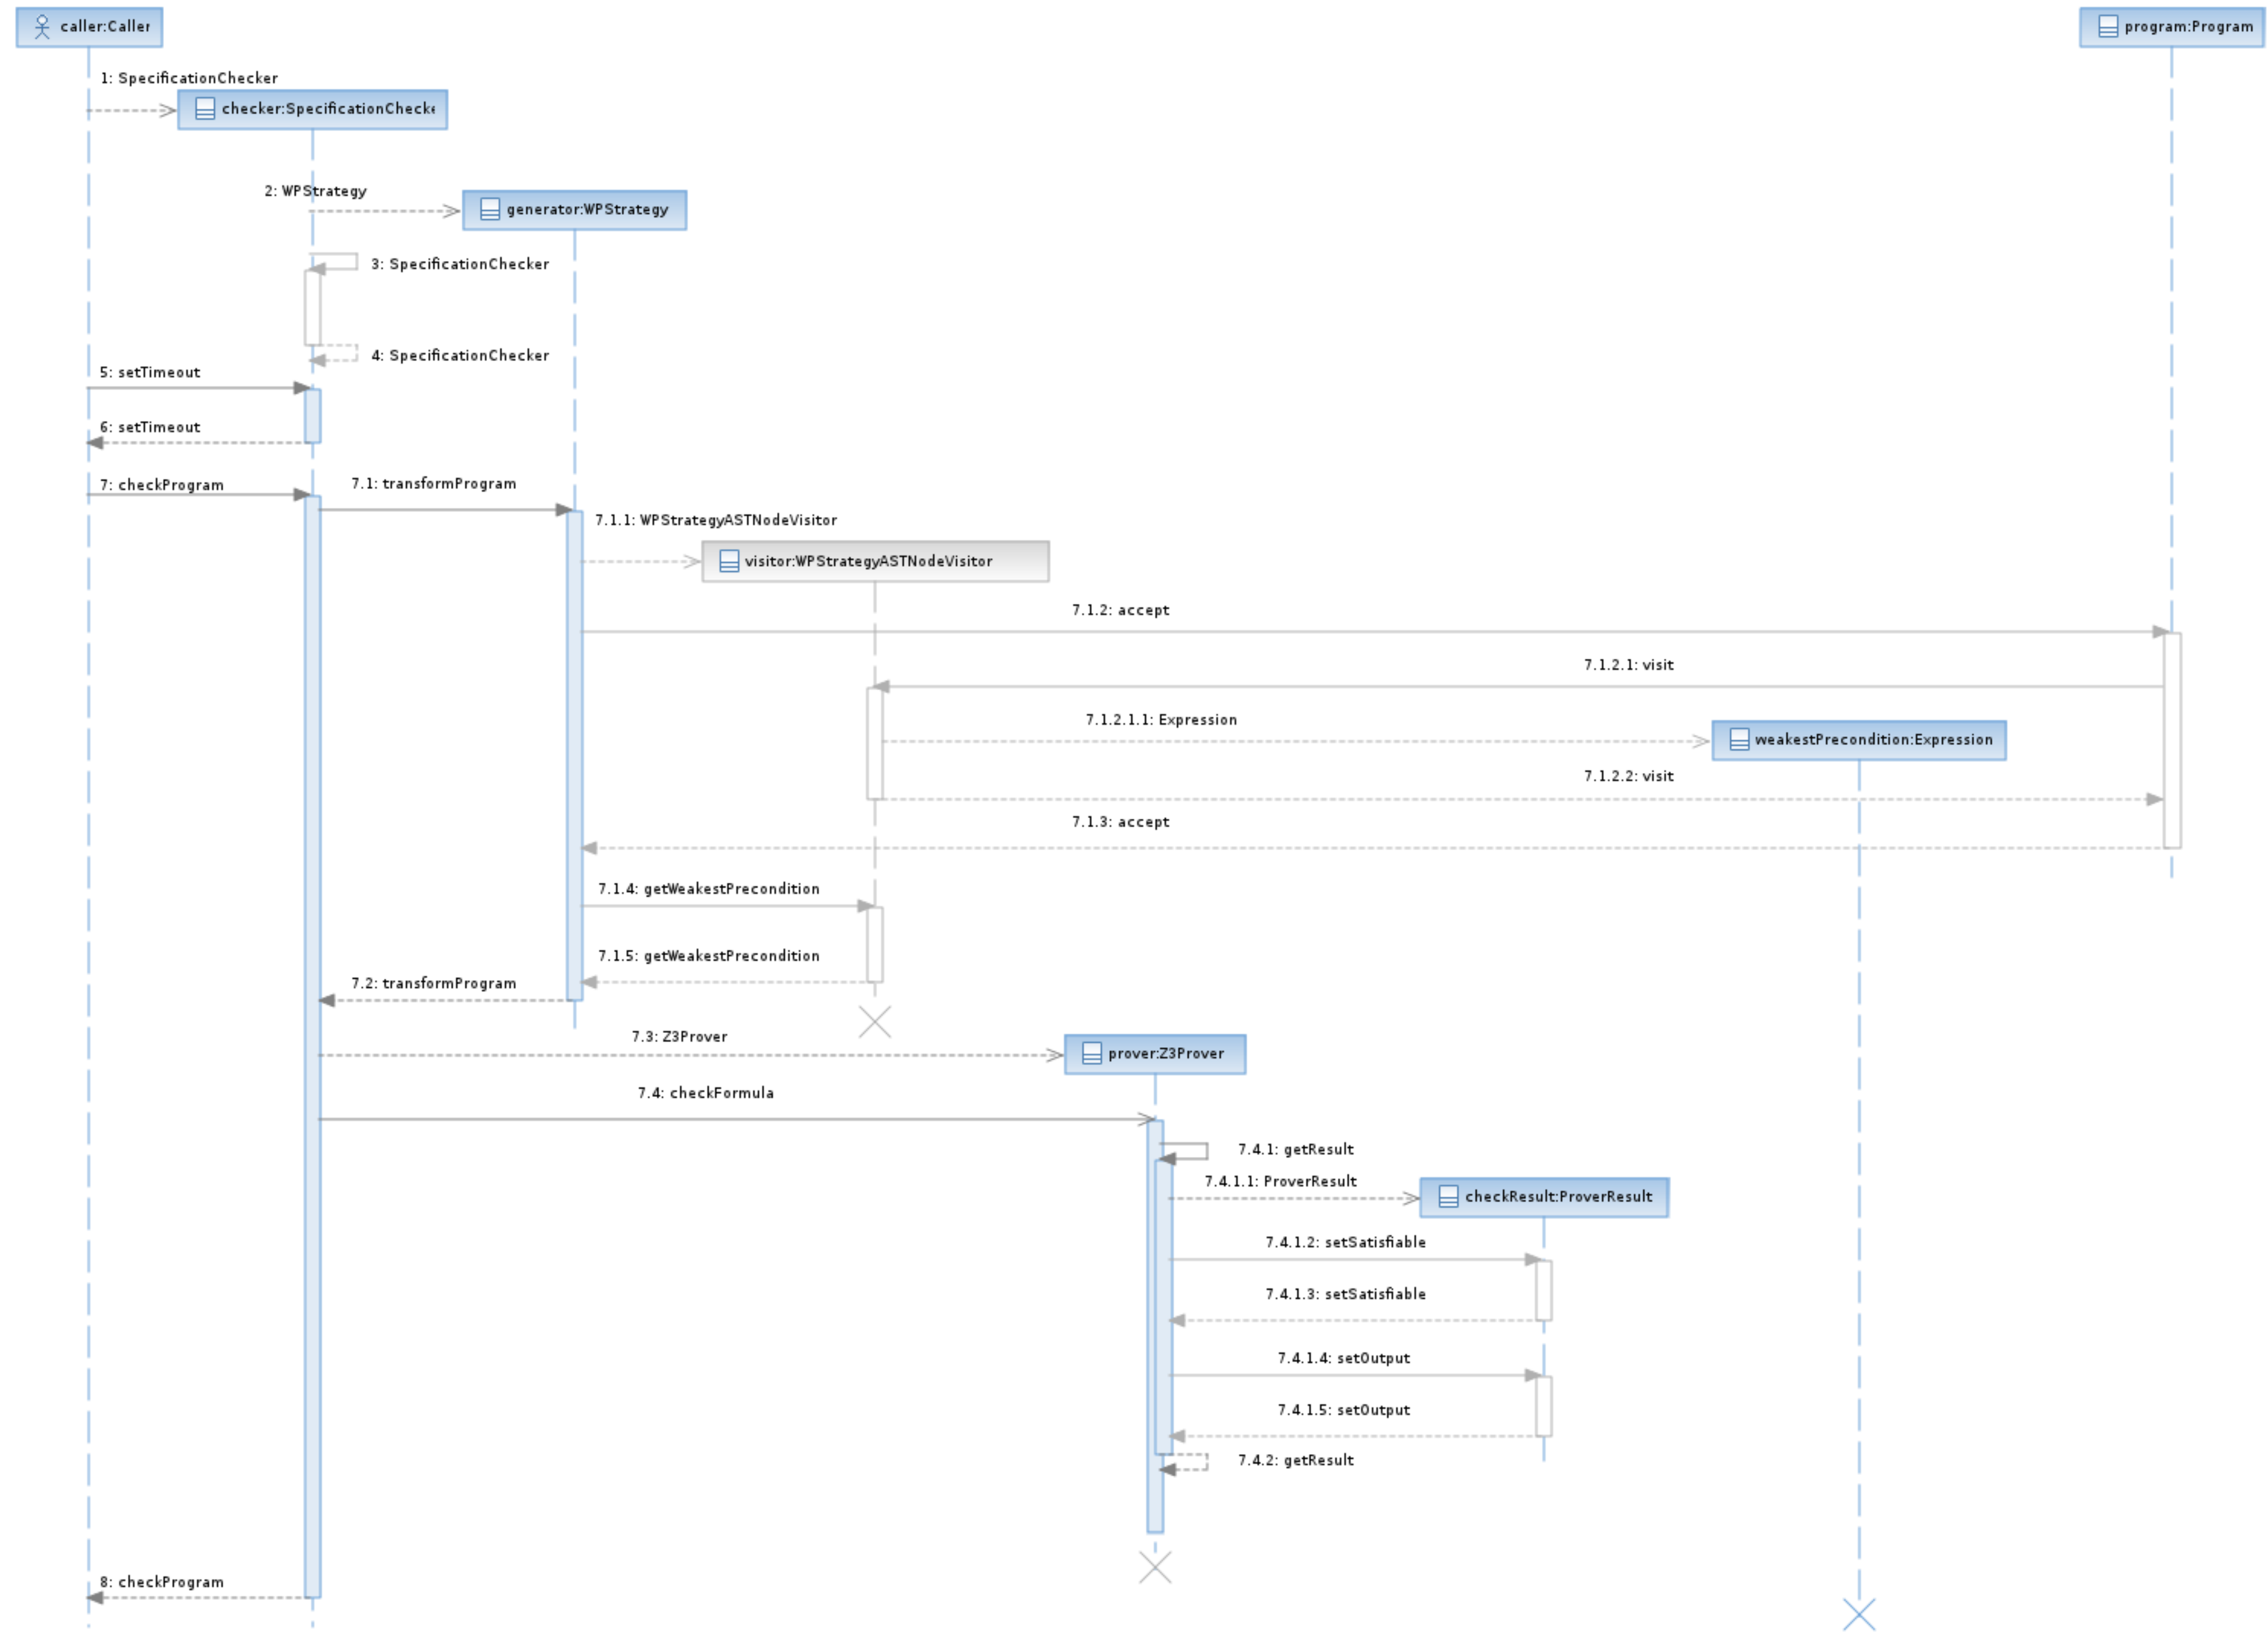 caller:Caller
program:Program
1: SpecificationChecker
checker:SpecificationChecke
2: WPStrategy
generator:WPStrategy
3: SpecificationChecker
4: SpecificationChecker
5: setTimeout
6: setTimeout
7: checkProgram
7.1: transformProgram
7.1.1: WPStrategyASTNodeVisitor
visitor:WPStrategyASTNodeVisitor
7.1.2: accept
7.1.2.1: visit
7.1.2.1.1: Expression
weakestPrecondition:Expression
7.1.2.2: visit
7.1.3: accept
7.1.4: getWeakestPrecondition
7.1.5: getWeakestPrecondition
7.2: transformProgram
7.3: Z3Prover
prover:Z3Prover
7.4: checkFormula
7.4.1: getResult
7.4.1.1: ProverResult
checkResult:ProverResult
7.4.1.2: setSatisfiable
7.4.1.3: setSatisfiable
7.4.1.4: setOutput
7.4.1.5: setOutput
7.4.2: getResult
8: checkProgram